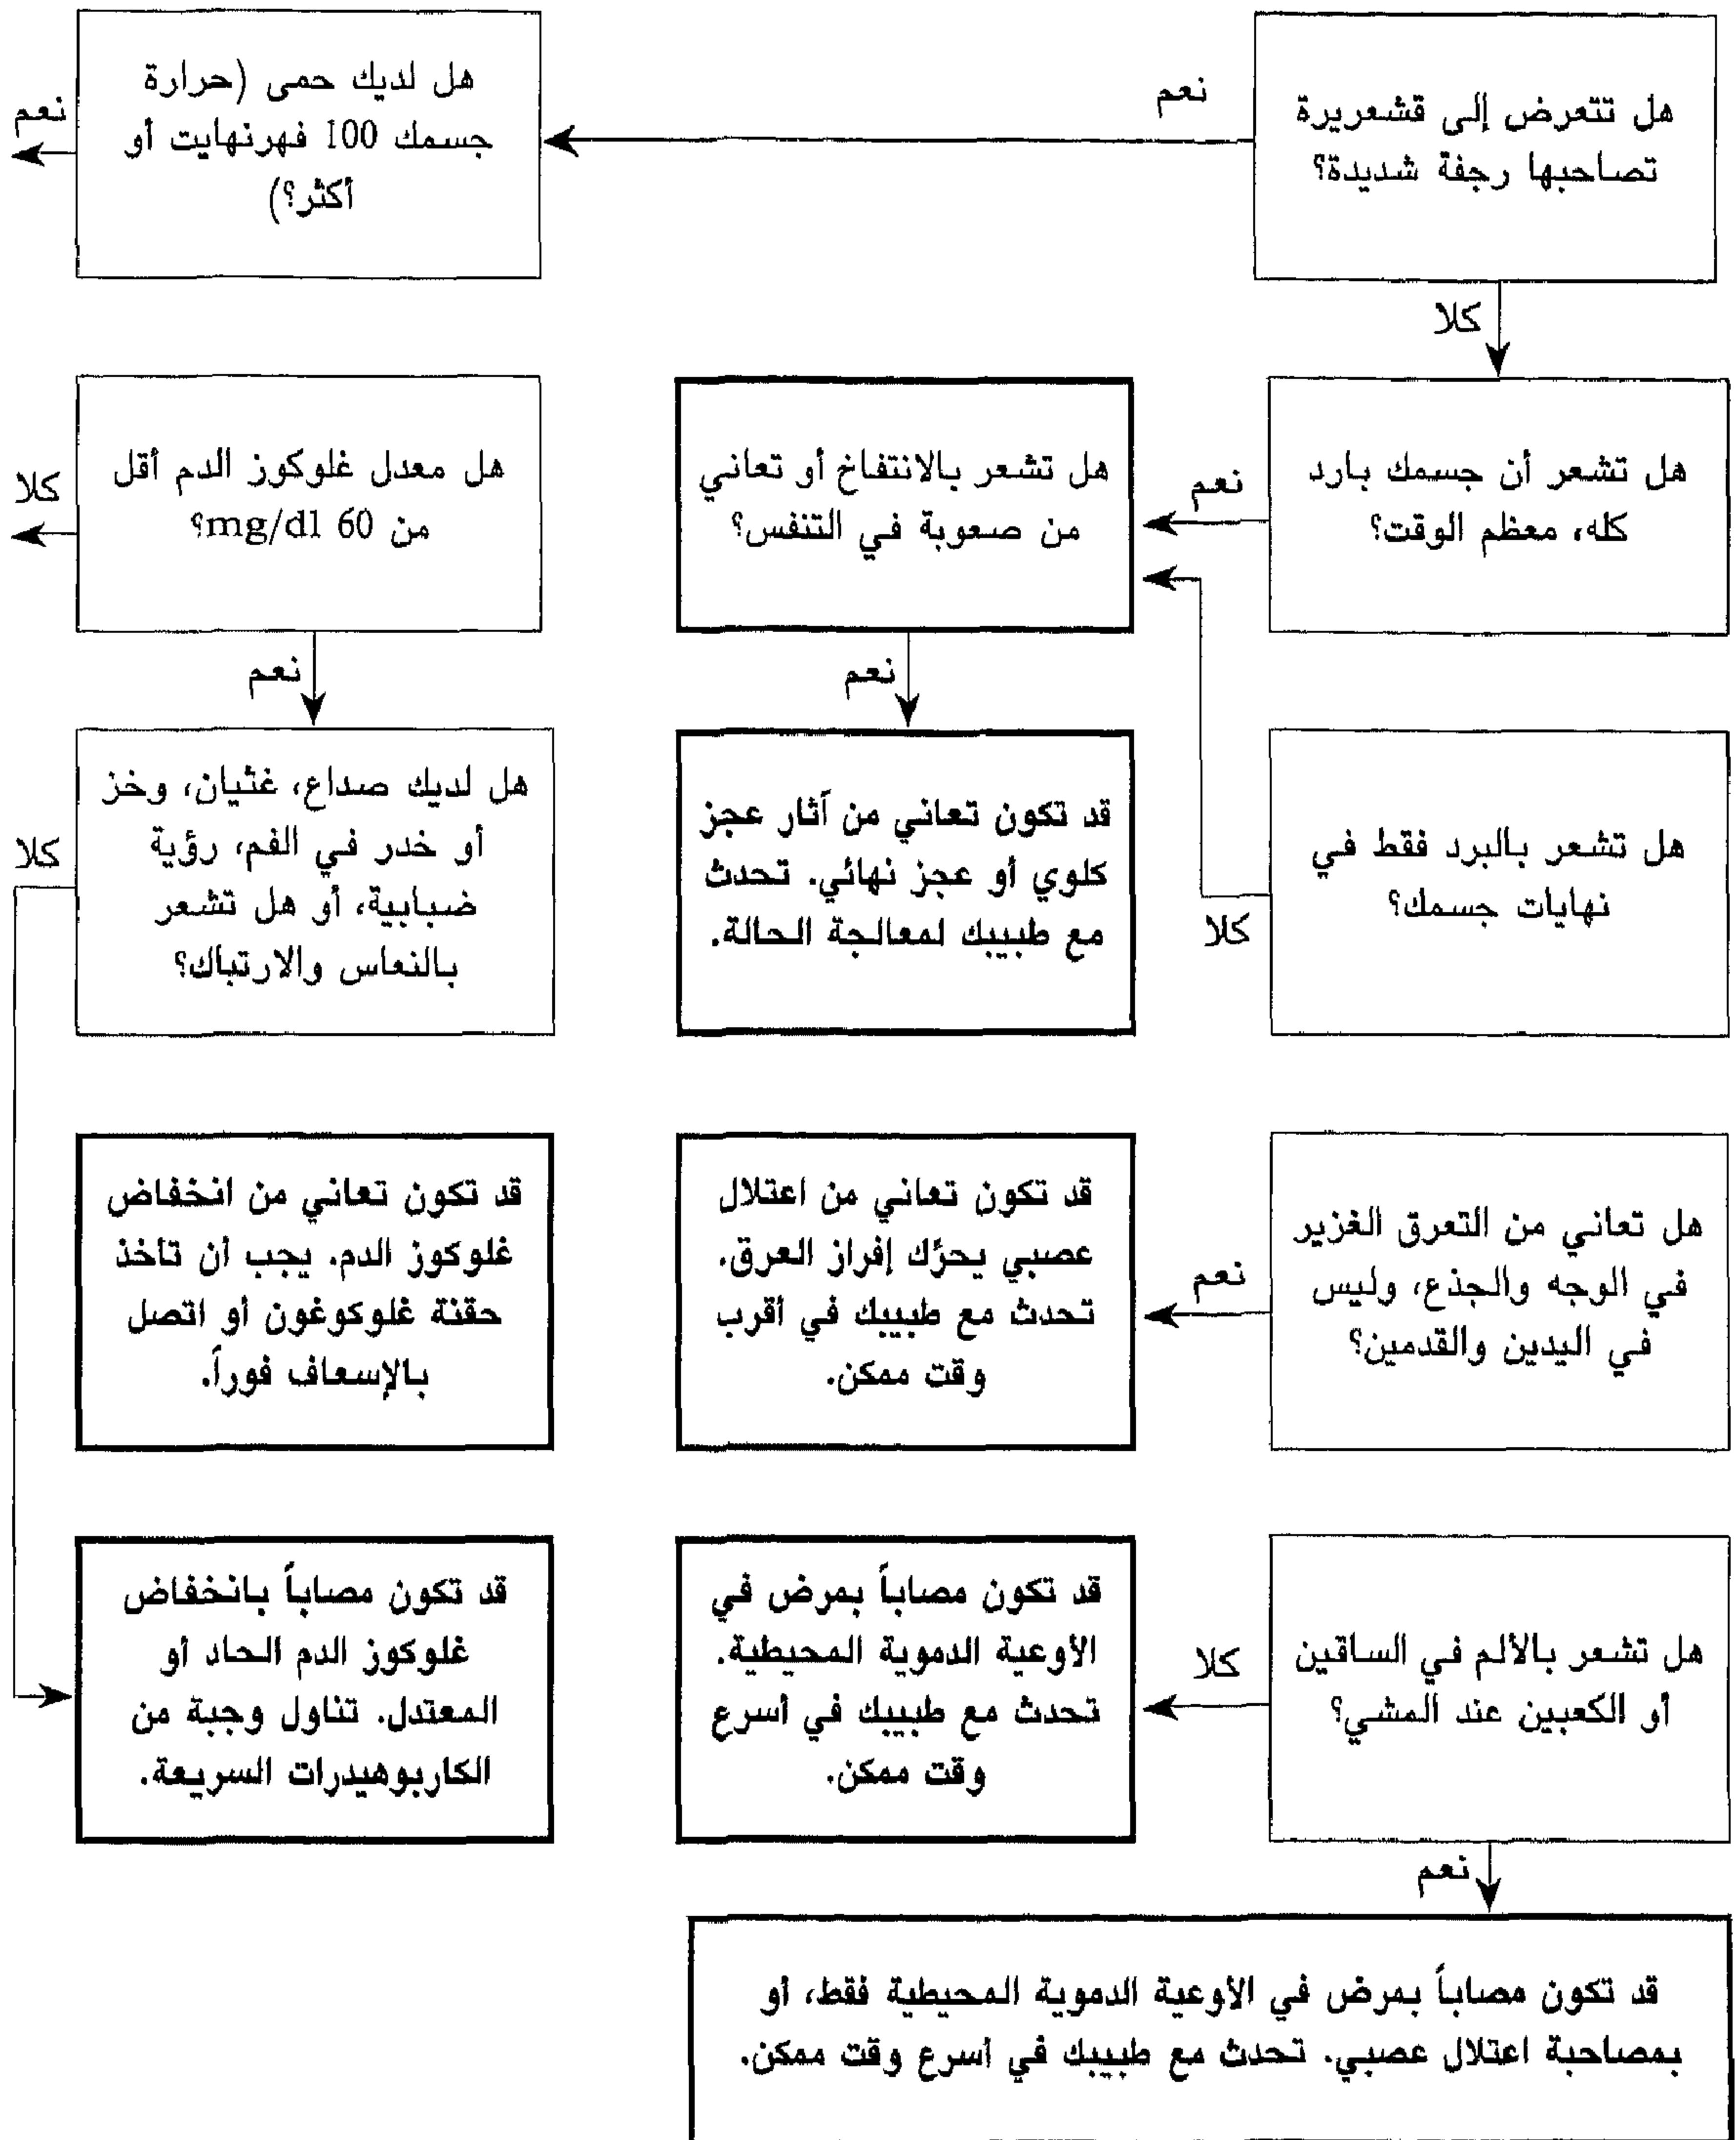 هل تتعرض إلى قشعريرة
تصاحبها رجفة شديدة؟
نعم
هل لديك حمى (حرارة
جسمك 100 فهرنهايت أو
أكثر؟)
نعم
كلا
هل تشعر أن جسمك بارد
كله، معظم الوقت؟
نعم
هل تشعر بالانتفاخ أو تعاني
من صعوبة في التنفس؟
نعم
هل معدل غلوكوز الدم أقل
من 60 mg/dl؟
كلا
نعم
هل تشعر بالبرد فقط في
نهايات جسمك؟
كلا
قد تكون تعاني من آثار عجز
كلوي أو عجز نهائي. تحدث
مع طبيبك لمعالجة الحالة.
هل لديك صداع، غثيان، وخز
أو خدر في الفم، رؤية
ضبابية، أو هل تشعر
بالنعاس والارتباك؟
كلا
هل تعاني من التعرق الغزير
في الوجه والجذع، وليس
في اليدين والقدمين؟
نعم
قد تكون تعاني من اعتلال
عصبي يحرّك إفراز العرق.
تحدث مع طبيبك في أقرب
وقت ممكن.
قد تكون تعاني من انخفاض
غلوكوز الدم. يجب أن تأخذ
حقنة غلوكوغون أو اتصل
بالإسعاف فوراً.
هل تشعر بالألم في الساقين
أو الكعبين عند المشي؟
كلا
قد تكون مصاباً بمرض في
الأوعية الدموية المحيطية.
تحدث مع طبيبك في أسرع
وقت ممكن.
قد تكون مصاباً بانخفاض
غلوكوز الدم الحاد أو
المعتدل. تناول وجبة من
الكاربوهيدرات السريعة.
نعم
قد تكون مصاباً بمرض في الأوعية الدموية المحيطية فقط، أو
بمصاحبة اعتلال عصبي. تحدث مع طبيبك في أسرع وقت ممكن.